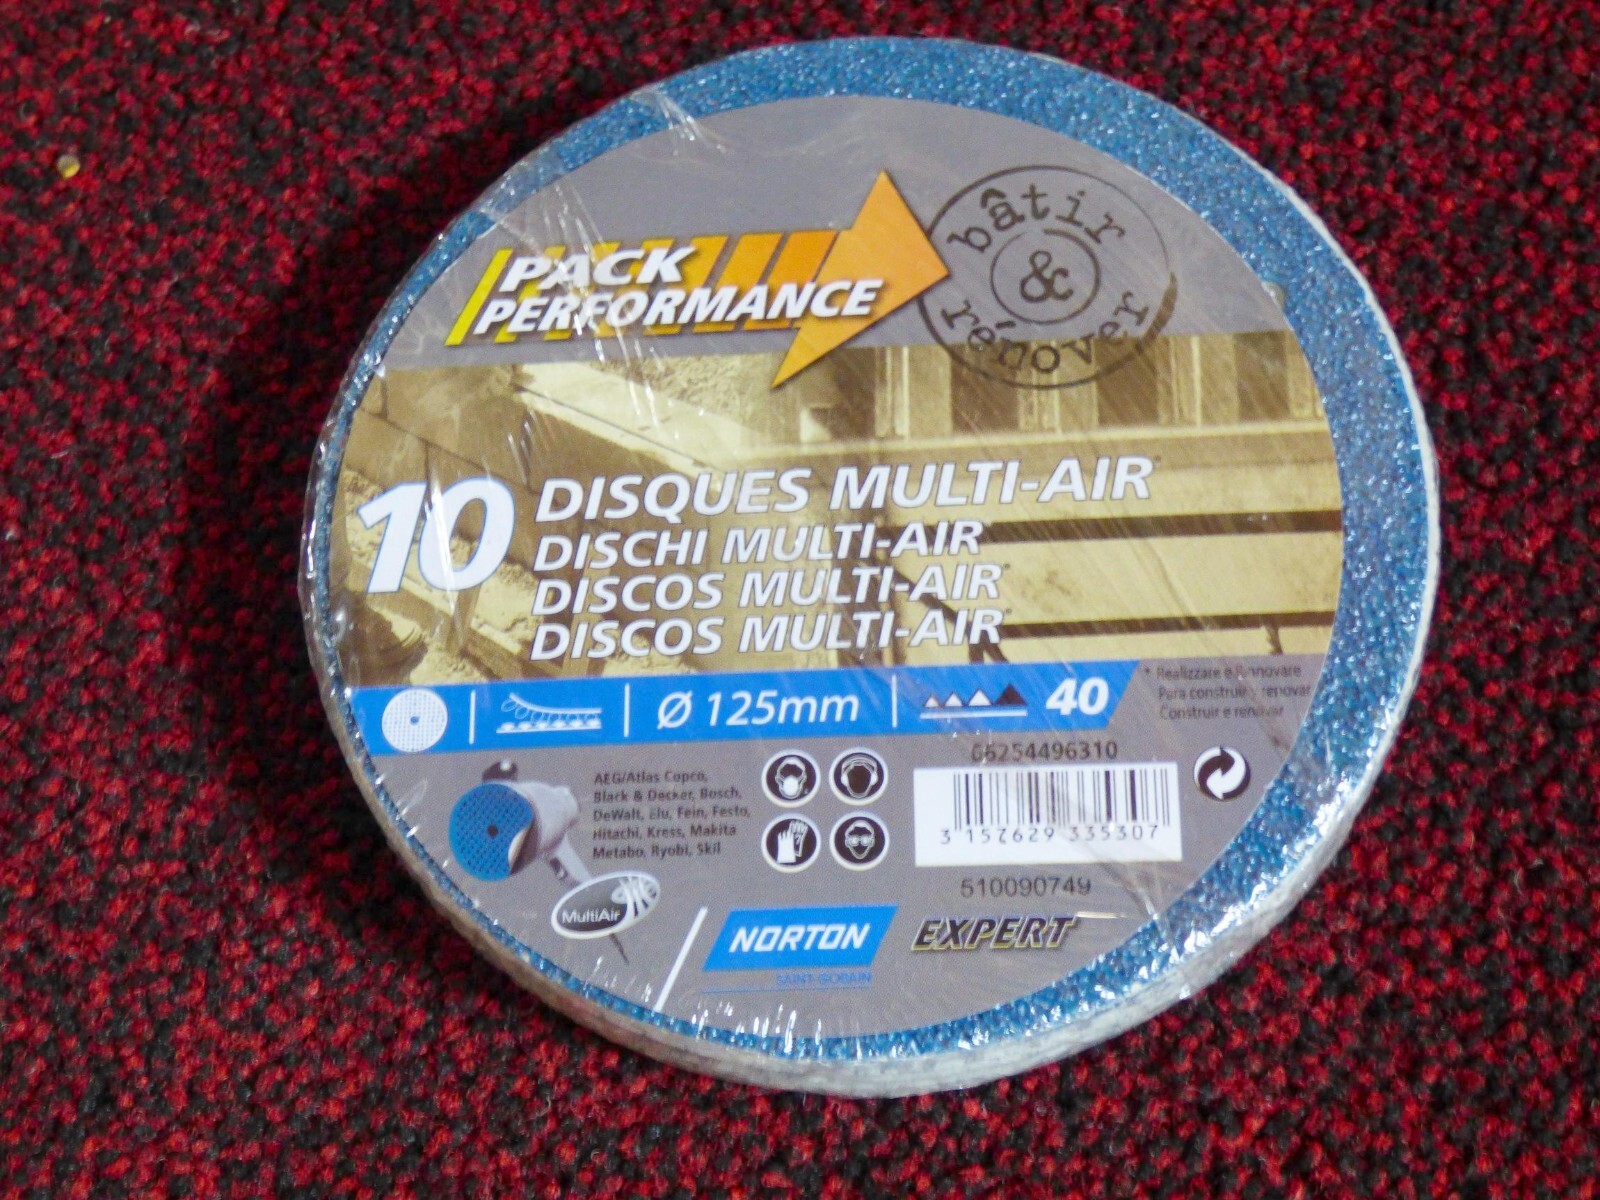 bâtir
&
rénover
PACK
PERFORMANCE
10
DISQUES MULTI-AIR*
DISCHI MULTI-AIR*
DISCOS MULTI-AIR*
DISCOS MULTI-AIR*
Ø 125mm
40
* Realizzare e Rinnovare
Para construir y renovar
Construir e renovar
AEG/Atlas Copco,
Black & Decker, Bosch,
DeWalt, Elu, Fein, Festo,
Hitachi, Kress, Makita
Metabo, Ryobi, Skil
MultiAir
66254496310
3 157629 335307
510090749
NORTON
SAINT-GOBAIN
EXPERT